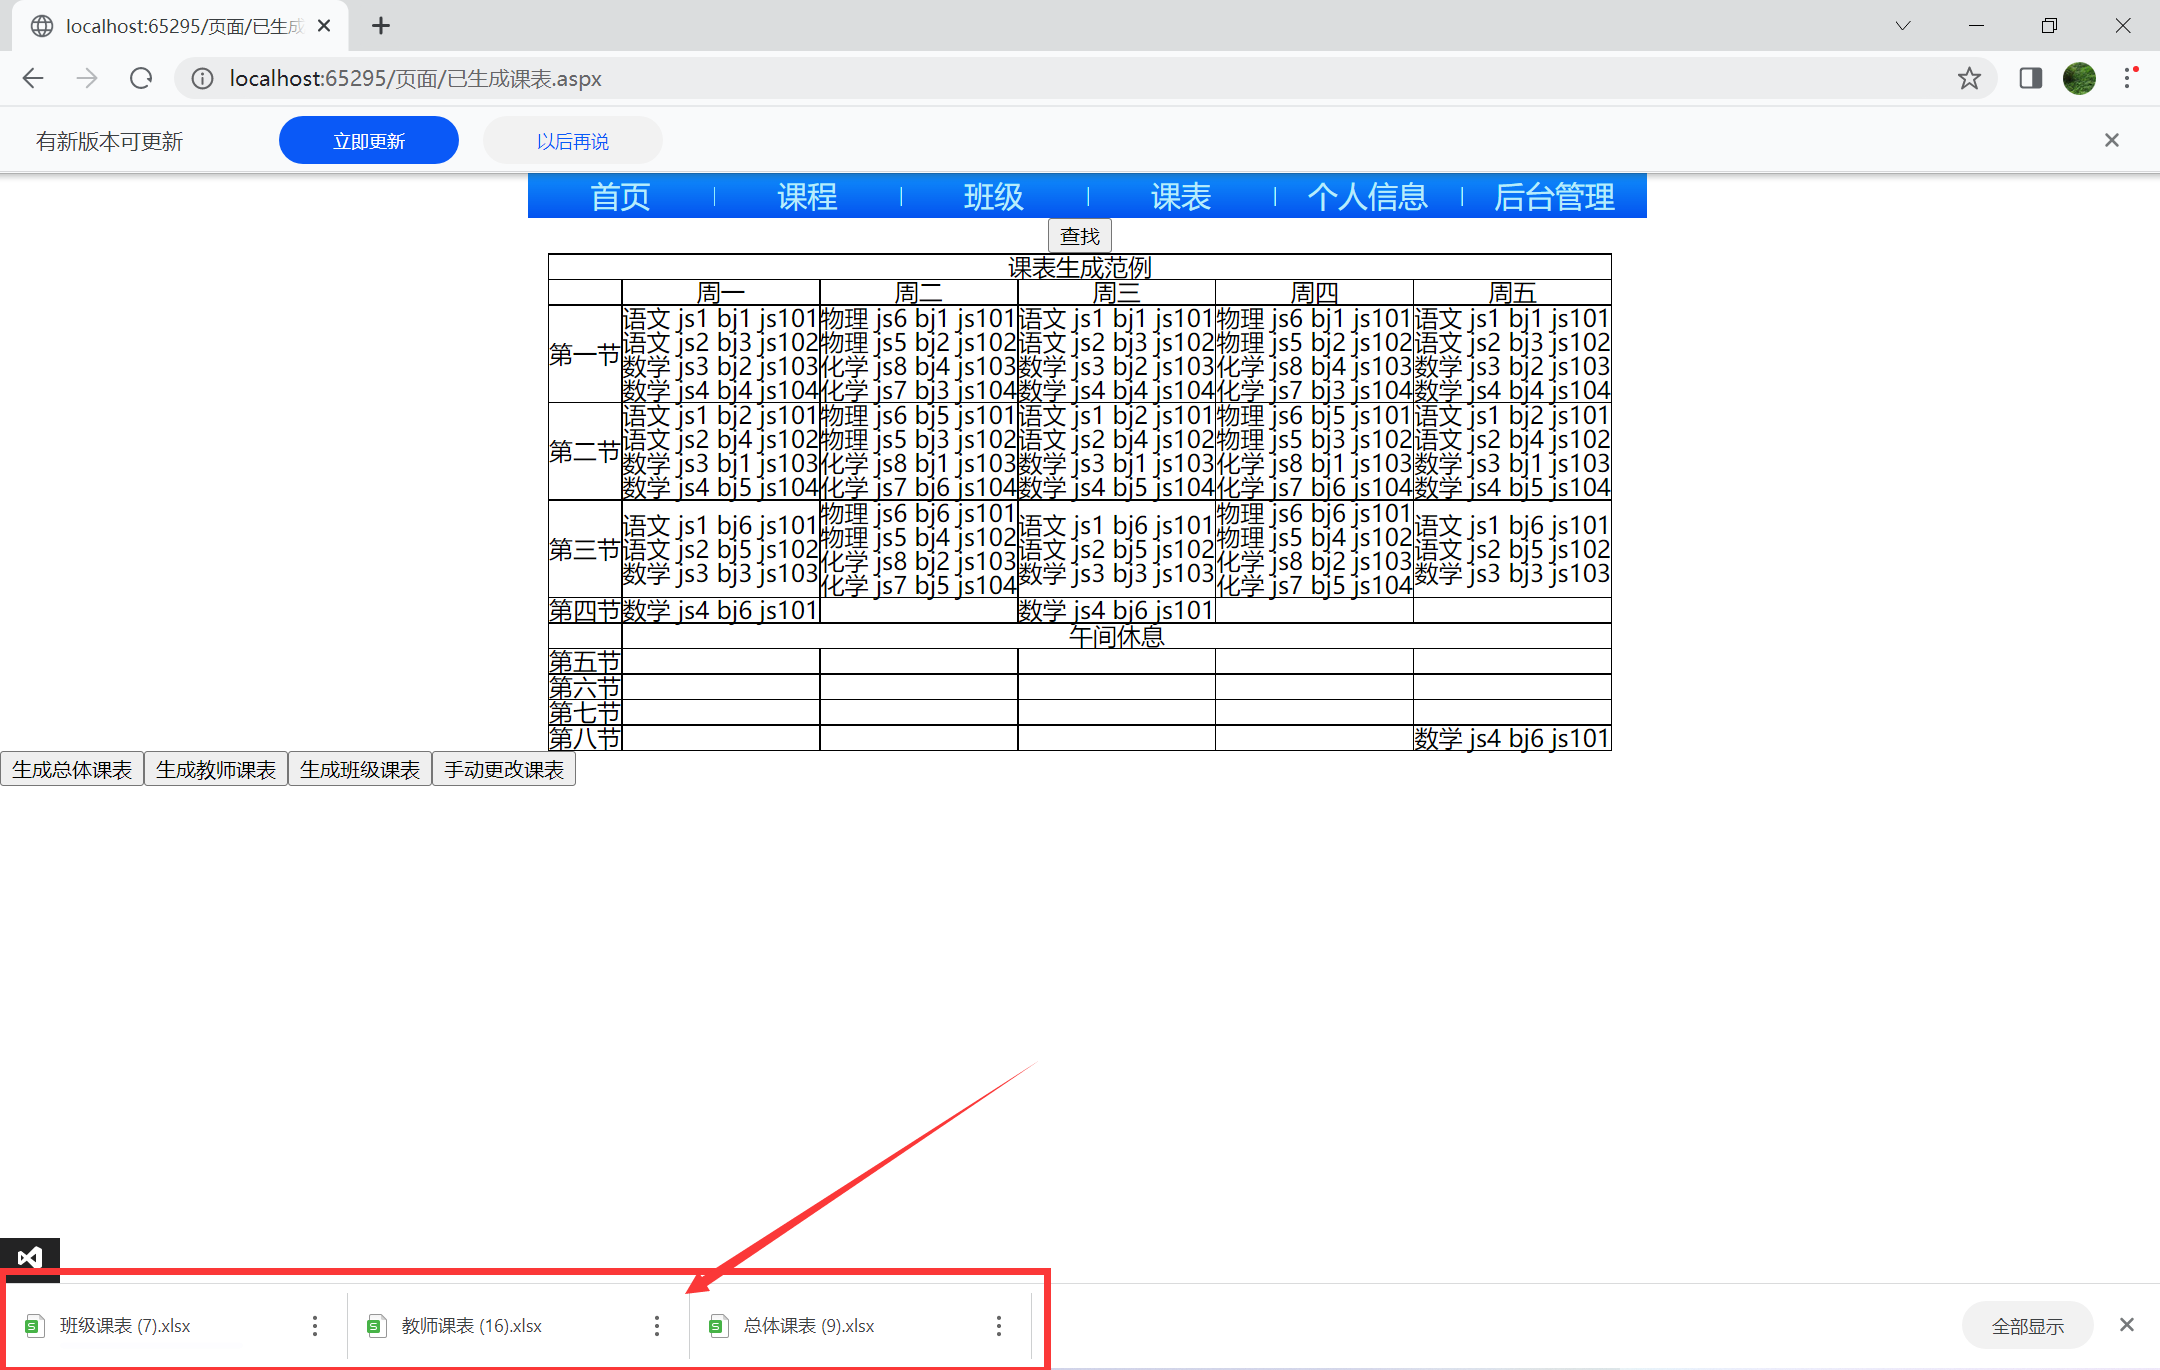 localhost:65295/页面/已生成
localhost:65295/页面/已生成课表.aspx
有新版本可更新 立即更新 以后再说
首页 课程 班级 课表 个人信息 后台管理
查找
课表生成范例
周一 周二 周三 周四 周五
第一节
语文 js1 bj1 js101 物理 js6 bj1 js101 语文 js1 bj1 js101 物理 js6 bj1 js101 语文 js1 bj1 js101
语文 js2 bj3 js102 物理 js5 bj2 js102 语文 js2 bj3 js102 物理 js5 bj2 js102 语文 js2 bj3 js102
数学 js3 bj2 js103 化学 js8 bj4 js103 数学 js3 bj2 js103 化学 js8 bj4 js103 数学 js3 bj2 js103
数学 js4 bj4 js104 化学 js7 bj3 js104 数学 js4 bj4 js104 化学 js7 bj3 js104 数学 js4 bj4 js104
第二节
语文 js1 bj2 js101 物理 js6 bj5 js101 语文 js1 bj2 js101 物理 js6 bj5 js101 语文 js1 bj2 js101
语文 js2 bj4 js102 物理 js5 bj3 js102 语文 js2 bj4 js102 物理 js5 bj3 js102 语文 js2 bj4 js102
数学 js3 bj1 js103 化学 js8 bj1 js103 数学 js3 bj1 js103 化学 js8 bj1 js103 数学 js3 bj1 js103
数学 js4 bj5 js104 化学 js7 bj6 js104 数学 js4 bj5 js104 化学 js7 bj6 js104 数学 js4 bj5 js104
第三节
语文 js1 bj6 js101 物理 js6 bj6 js101 语文 js1 bj6 js101 物理 js6 bj6 js101 语文 js1 bj6 js101
语文 js2 bj5 js102 物理 js5 bj4 js102 语文 js2 bj5 js102 物理 js5 bj4 js102 语文 js2 bj5 js102
数学 js3 bj3 js103 化学 js8 bj2 js103 数学 js3 bj3 js103 化学 js8 bj2 js103 数学 js3 bj3 js103
化学 js7 bj5 js104 化学 js7 bj5 js104
第四节 数学 js4 bj6 js101 数学 js4 bj6 js101
午间休息
第五节
第六节
第七节
第八节 数学 js4 bj6 js101
生成总体课表 生成教师课表 生成班级课表 手动更改课表
班级课表 (7).xlsx 教师课表 (16).xlsx 总体课表 (9).xlsx 全部显示